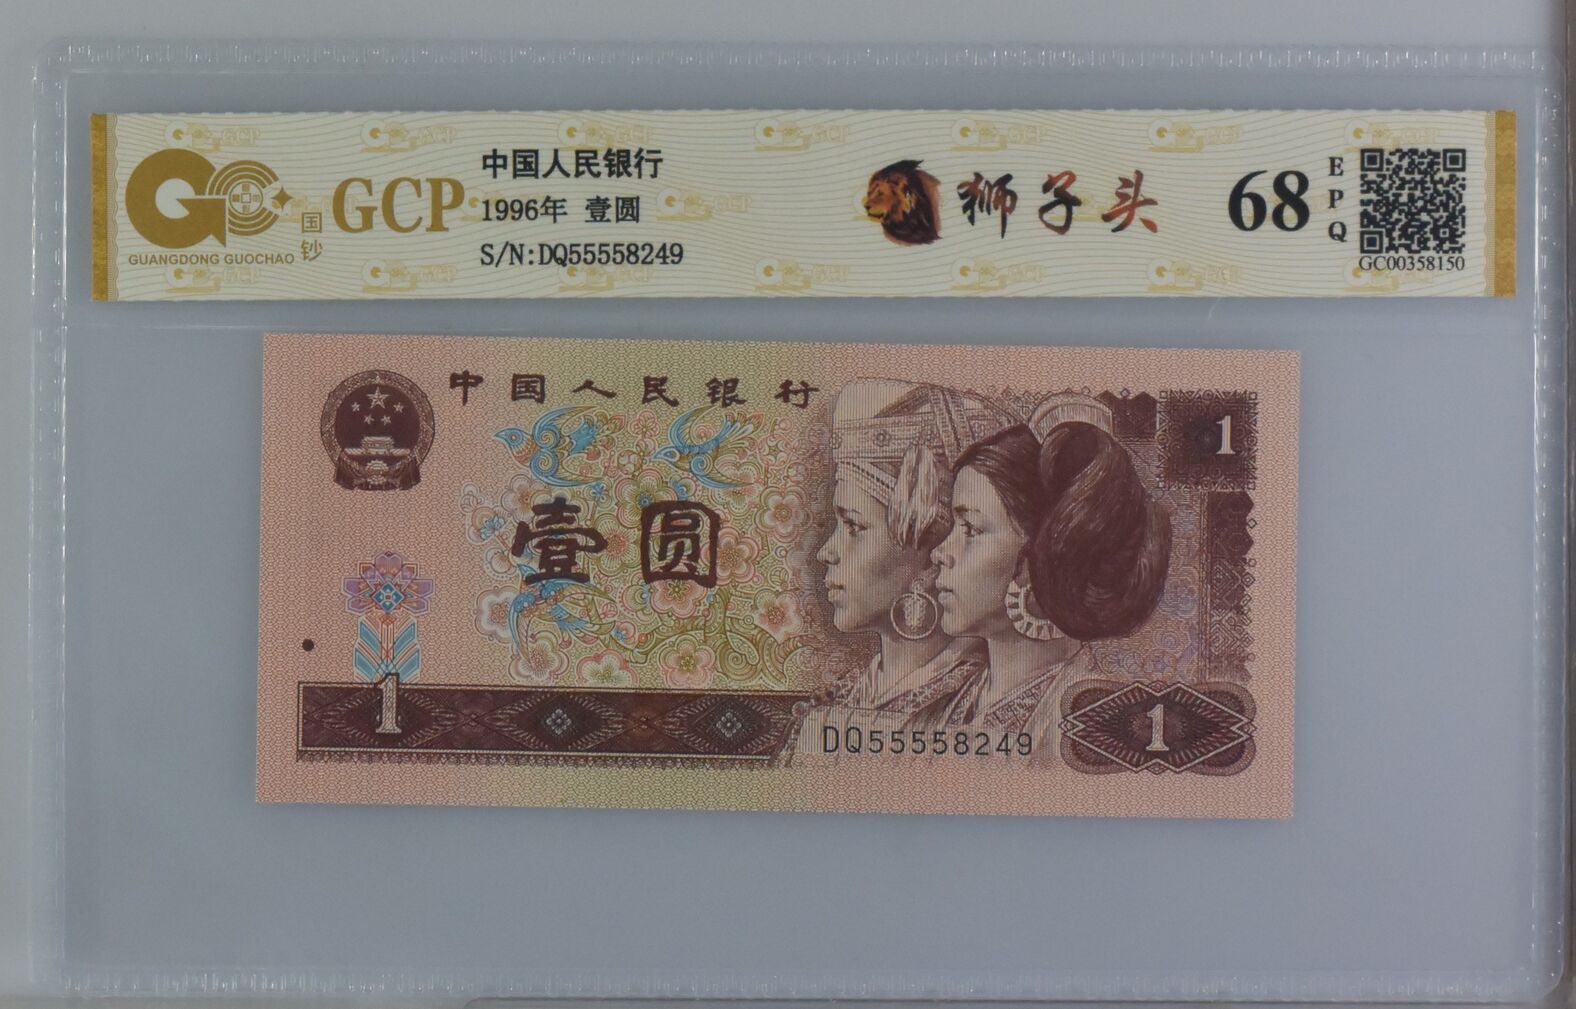 GCP
GUANGDONG GUOCHAO
国钞
中国人民银行
1996年 壹圆
S/N:DQ55558249
狮子头
68
EPQ
GC00358150
中国人民银行
1
壹圆
1
DQ55558249
1